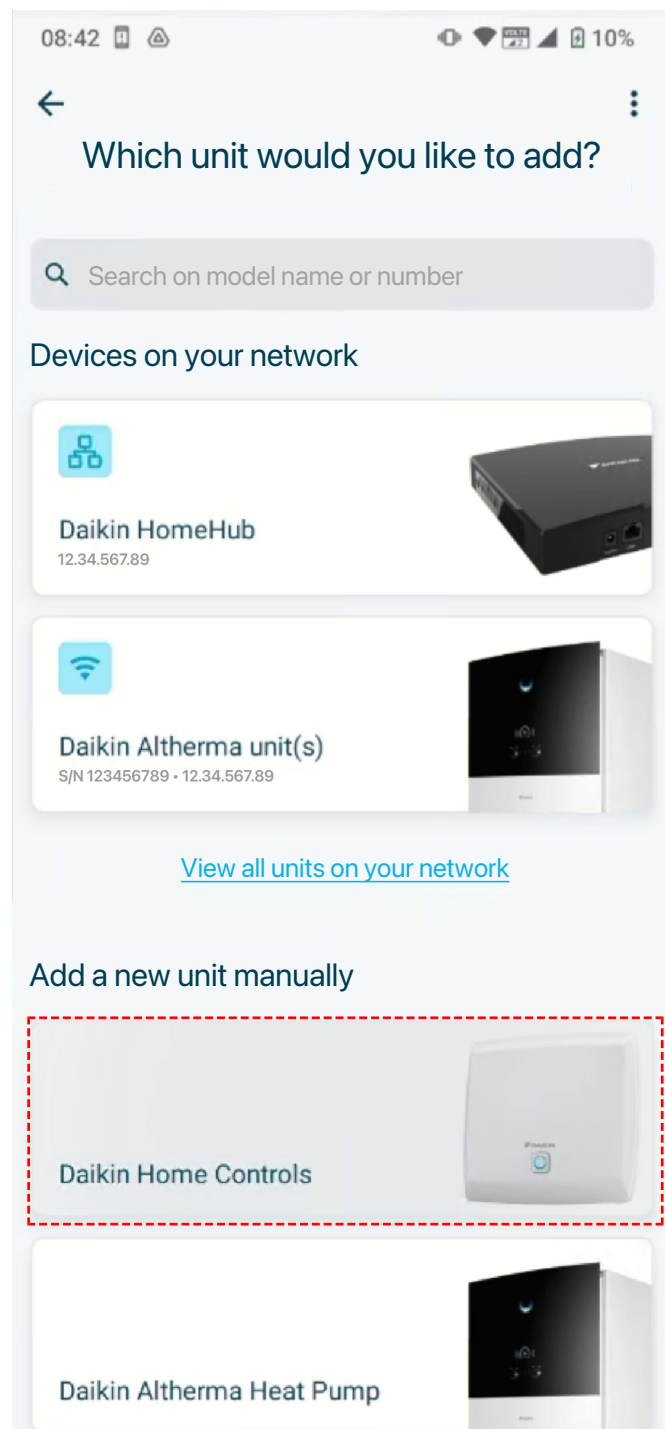 08:42
10%
Which unit would you like to add?
Search on model name or number
Devices on your network
Daikin HomeHub
12.34.567.89
Daikin Altherma unit(s)
S/N 123456789 • 12.34.567.89
View all units on your network
Add a new unit manually
DAIKIN
Daikin Home Controls
Daikin Altherma Heat Pump